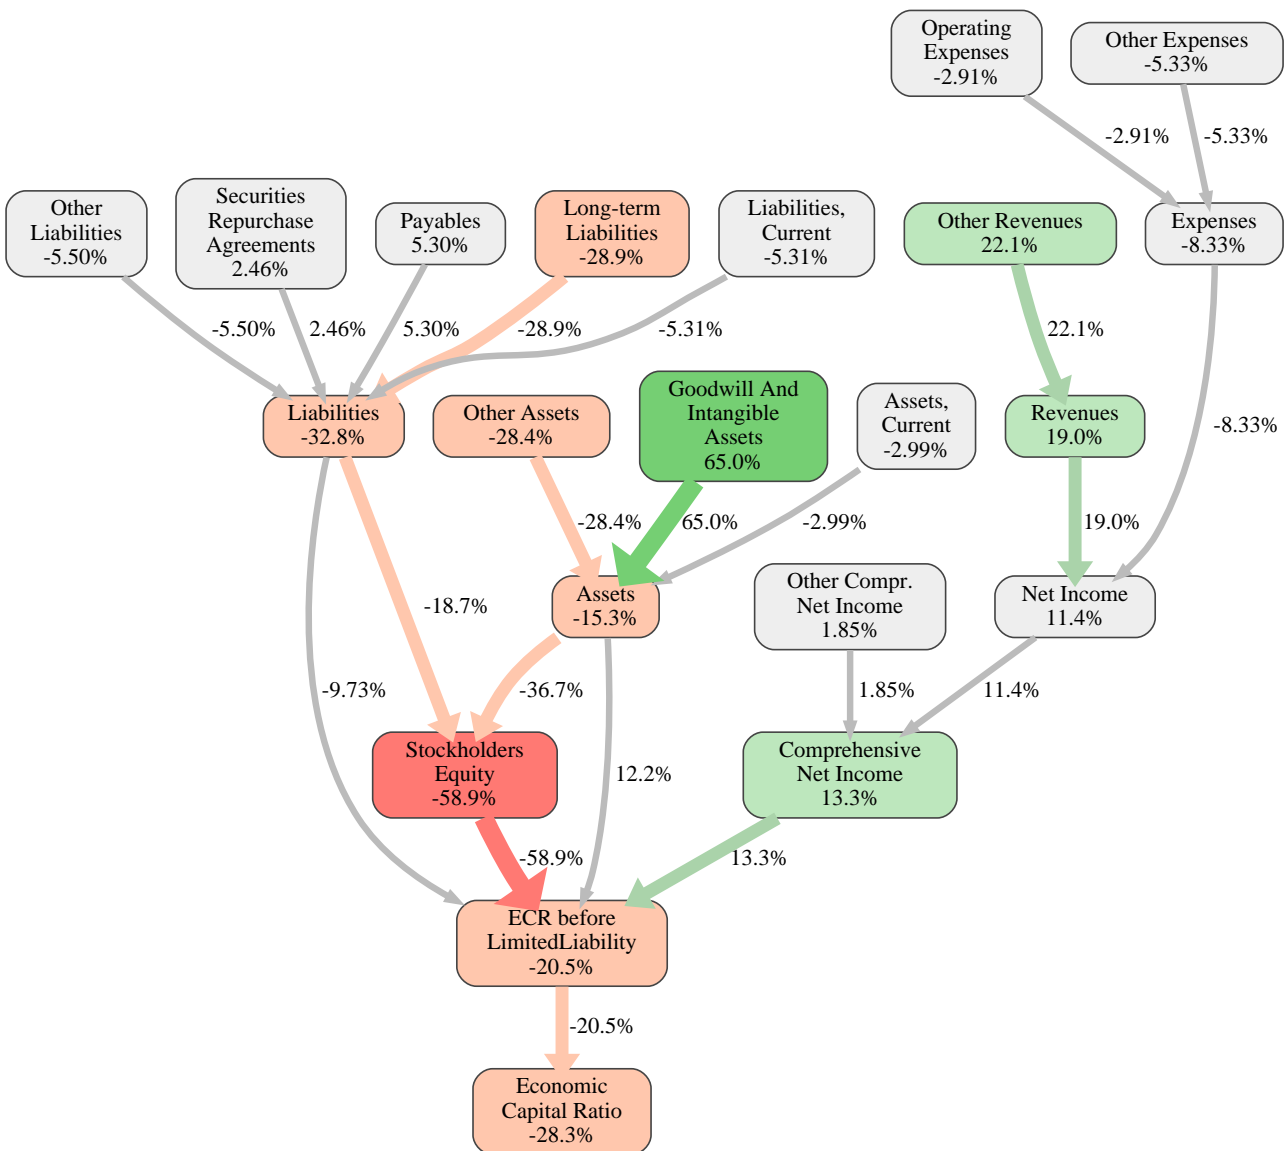 Operating
Expenses
-2.91%
Other Expenses
-5.33%
-2.91%
-5.33%
Other
Liabilities
-5.50%
Securities
Repurchase
Agreements
2.46%
Payables
5.30%
Long-term
Liabilities
-28.9%
Liabilities,
Current
-5.31%
Other Revenues
22.1%
Expenses
-8.33%
-5.50%
2.46%
5.30%
-28.9%
-5.31%
22.1%
-8.33%
Liabilities
-32.8%
Other Assets
-28.4%
Goodwill And
Intangible
Assets
65.0%
Assets,
Current
-2.99%
Revenues
19.0%
-28.4%
65.0%
-2.99%
19.0%
-18.7%
Assets
-15.3%
Other Compr.
Net Income
1.85%
Net Income
11.4%
-9.73%
-36.7%
1.85%
11.4%
Stockholders
Equity
-58.9%
12.2%
Comprehensive
Net Income
13.3%
-58.9%
13.3%
ECR before
LimitedLiability
-20.5%
-20.5%
Economic
Capital Ratio
-28.3%